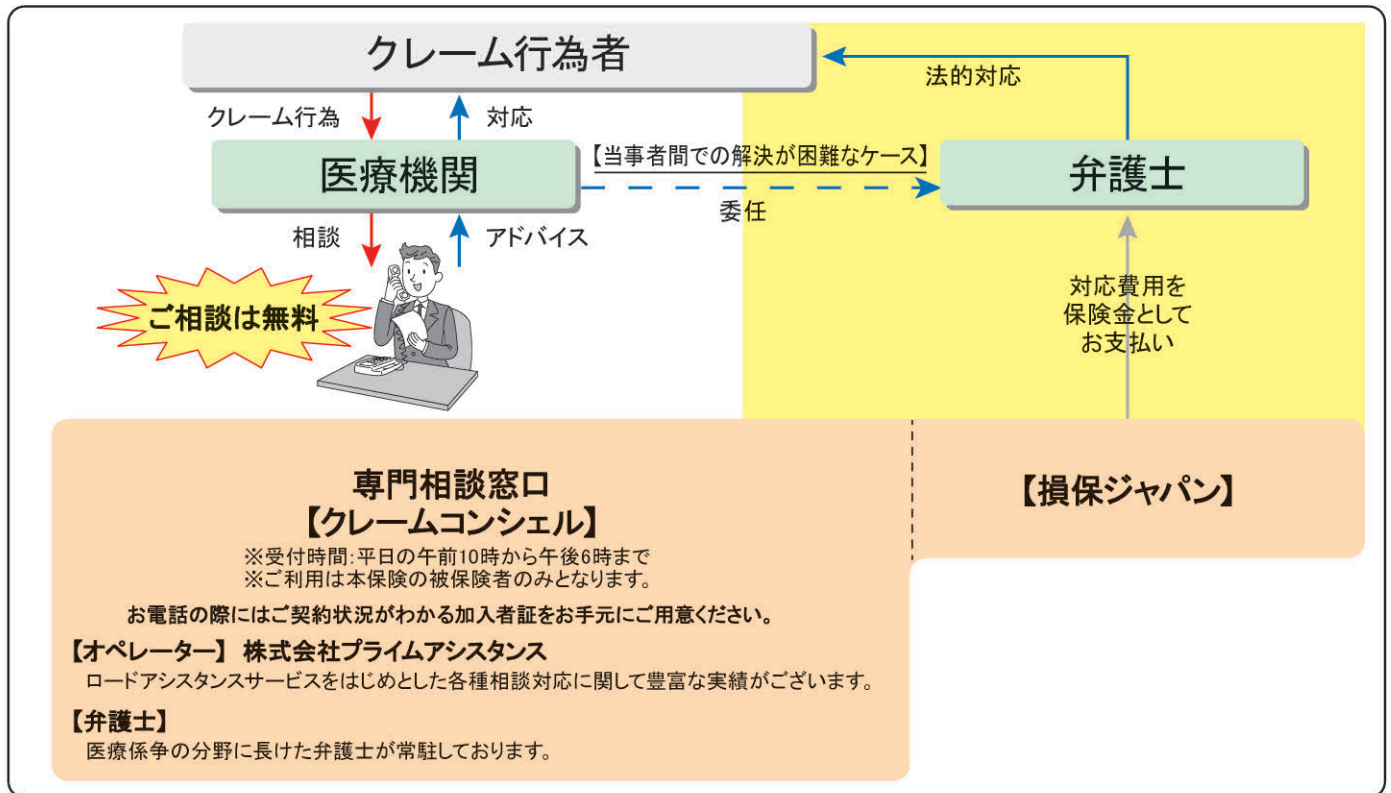 クレーム行為者
法的対応
クレーム行為
対応
医療機関
【当事者間での解決が困難なケース】
委任
弁護士
相談
アドバイス
ご相談は無料
対応費用を
保険金として
お支払い
専門相談窓口
【クレームコンシェル】
※受付時間:平日の午前10時から午後6時まで
※ご利用は本保険の被保険者のみとなります。
お電話の際にはご契約状況がわかる加入者証をお手元にご用意ください。
【オペレーター】 株式会社プライムアシスタンス
ロードアシスタンスサービスをはじめとした各種相談対応に関して豊富な実績がございます。
【弁護士】
医療係争の分野に長けた弁護士が常駐しております。
【損保ジャパン】